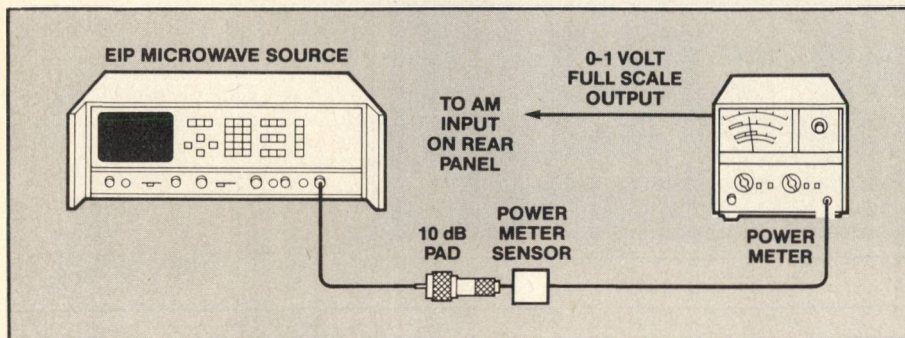 EIP MICROWAVE SOURCE
0-1 VOLT
FULL SCALE
OUTPUT
TO AM
INPUT
ON REAR
PANEL
10 dB
PAD
POWER
METER
SENSOR
POWER
METER